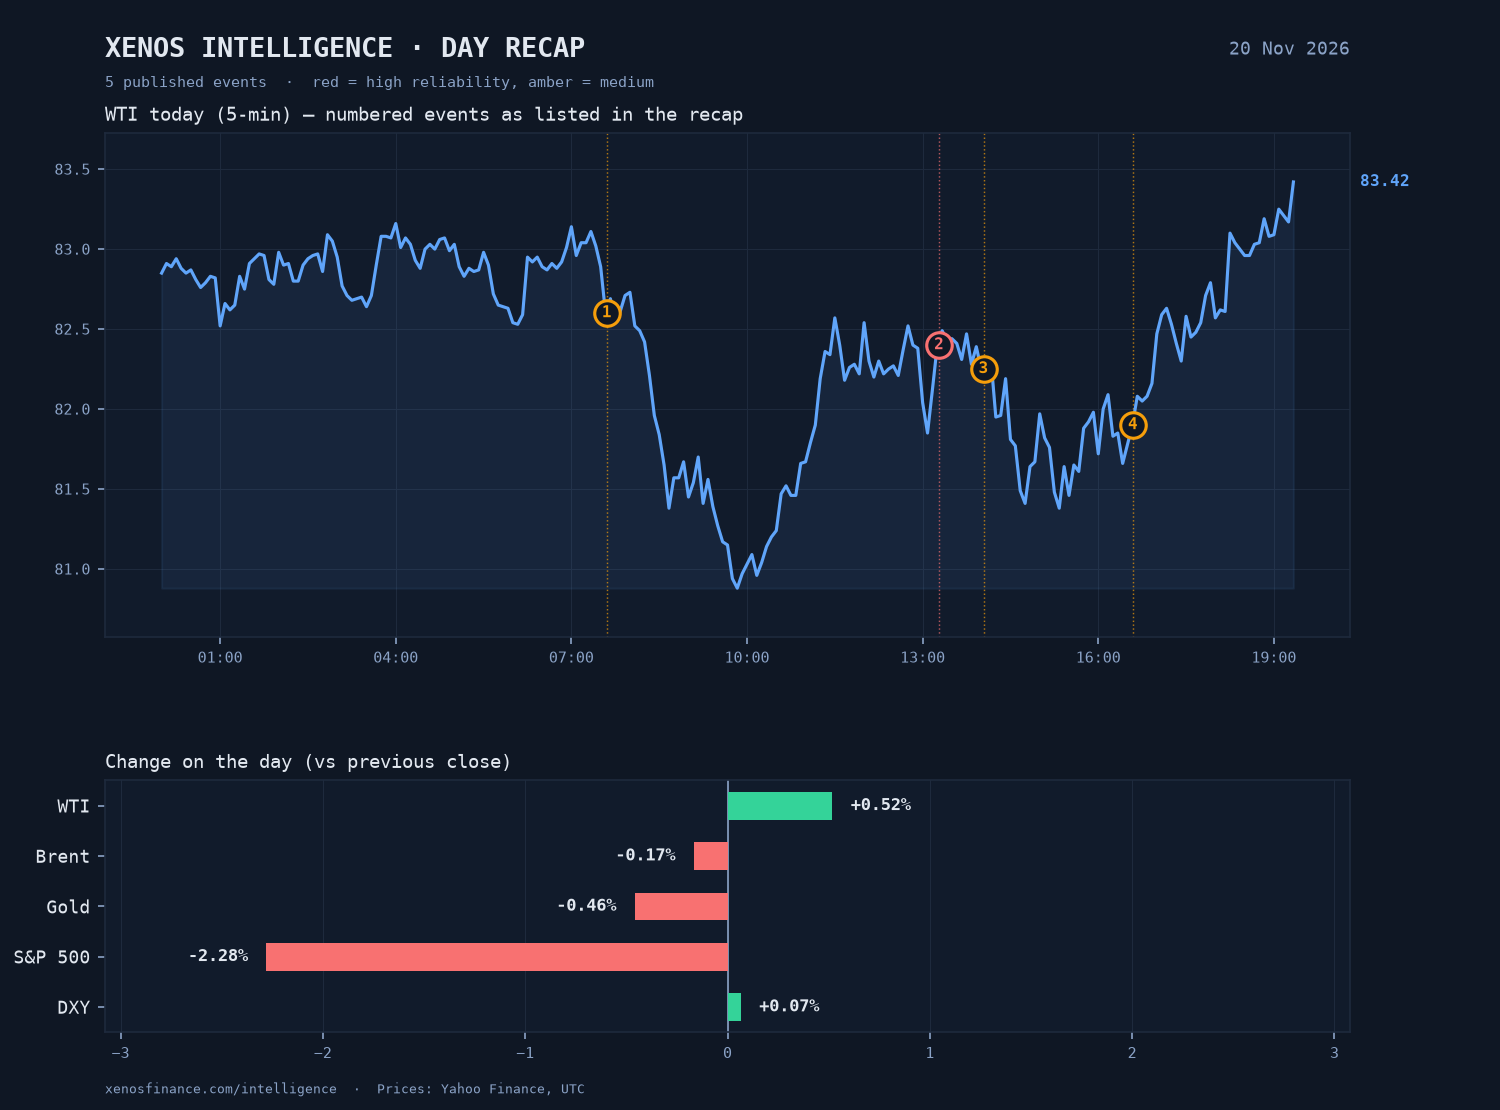 XENOS INTELLIGENCE · DAY RECAP
20 Nov 2026
5 published events · red = high reliability, amber = medium
WTI today (5-min) — numbered events as listed in the recap
83.5
83.42
83.0
82.5
82.0
81.5
81.0
1
2
3
4
01:00 04:00 07:00 10:00 13:00 16:00 19:00
Change on the day (vs previous close)
WTI +0.52%
Brent -0.17%
Gold -0.46%
S&P 500 -2.28%
DXY +0.07%
−3 −2 −1 0 1 2 3
xenosfinance.com/intelligence · Prices: Yahoo Finance, UTC